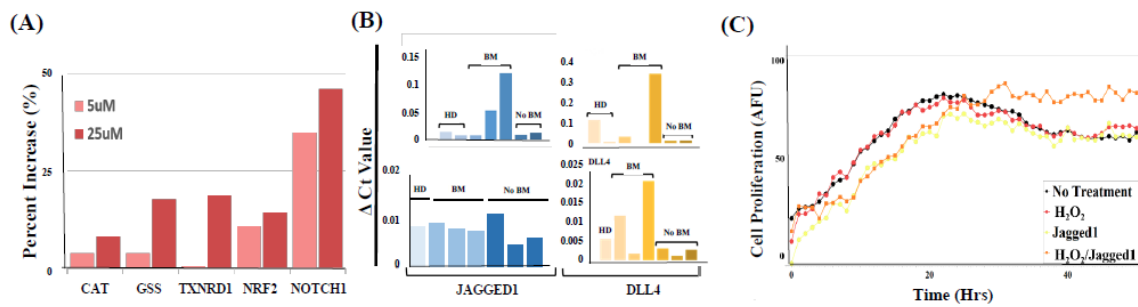 (A)
Percent Increase (%)
50
25
0
5uM
25uM
CAT GSS TXNRD1 NRF2 NOTCH1
(B)
Δ Ct Value
0.15
0.1
0.05
0
HD
BM
No BM
0.4
0.3
0.2
0.1
0
HD
BM
No BM
0.02
0.01
0
HD BM No BM
JAGGED1
DLL4
0.025
0.02
0.015
0.01
0.005
0
HD
BM
No BM
DLL4
(C)
Cell Proliferation (AFU)
100
50
0
0 20 40
Time (Hrs)
No Treatment
H₂O₂
Jagged1
H₂O₂/Jagged1